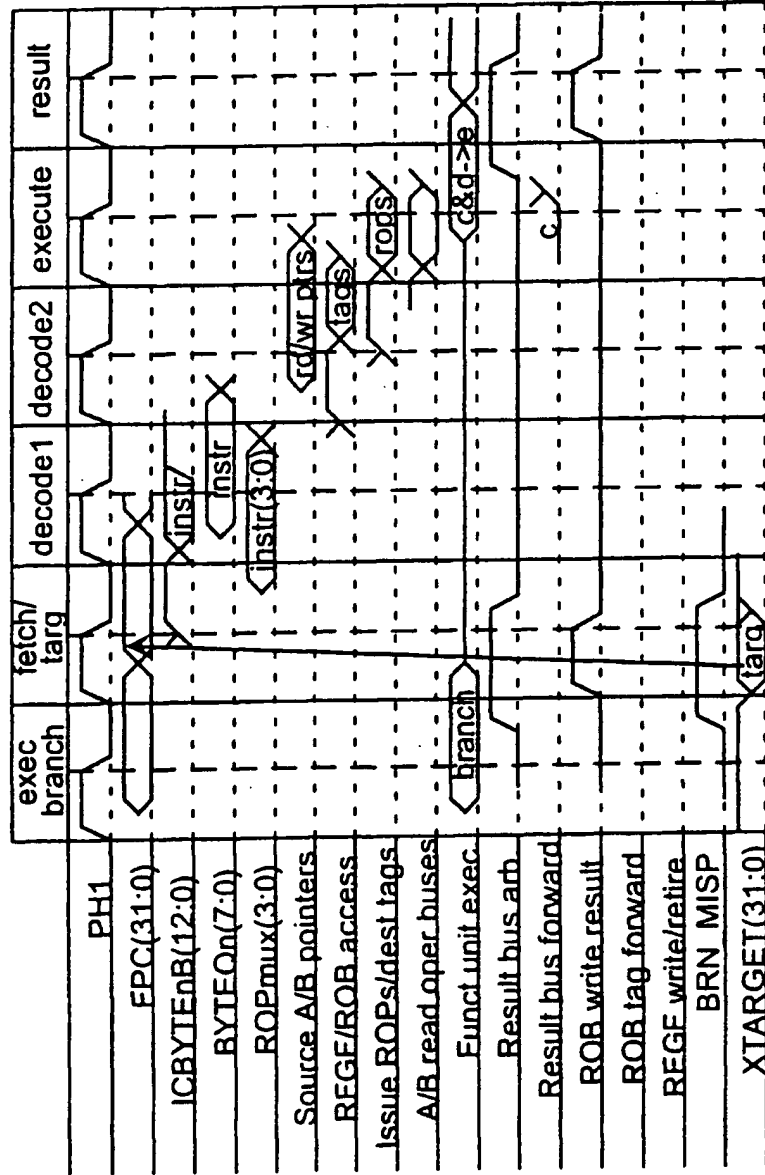 exec branch
fetch/ targ
decode1
decode2
execute
result
PH1
FPC(31:0)
ICBYTEnB(12:0)
instr
BYTEQn(7:0)
instr
ROPmux(3:0)
instr(3:0)
Source A/B pointers
rd/wr ptrs
REGF/ROB access
tags
Issue ROPs/dest tags
rops
A/B read oper buses
Funct unit exec.
branch
c&d->e
Result bus arb
Result bus forward
c
ROB write result
ROB tag forward
REGF write/retire
BRN MISP
XTARGET(31:0)
targ